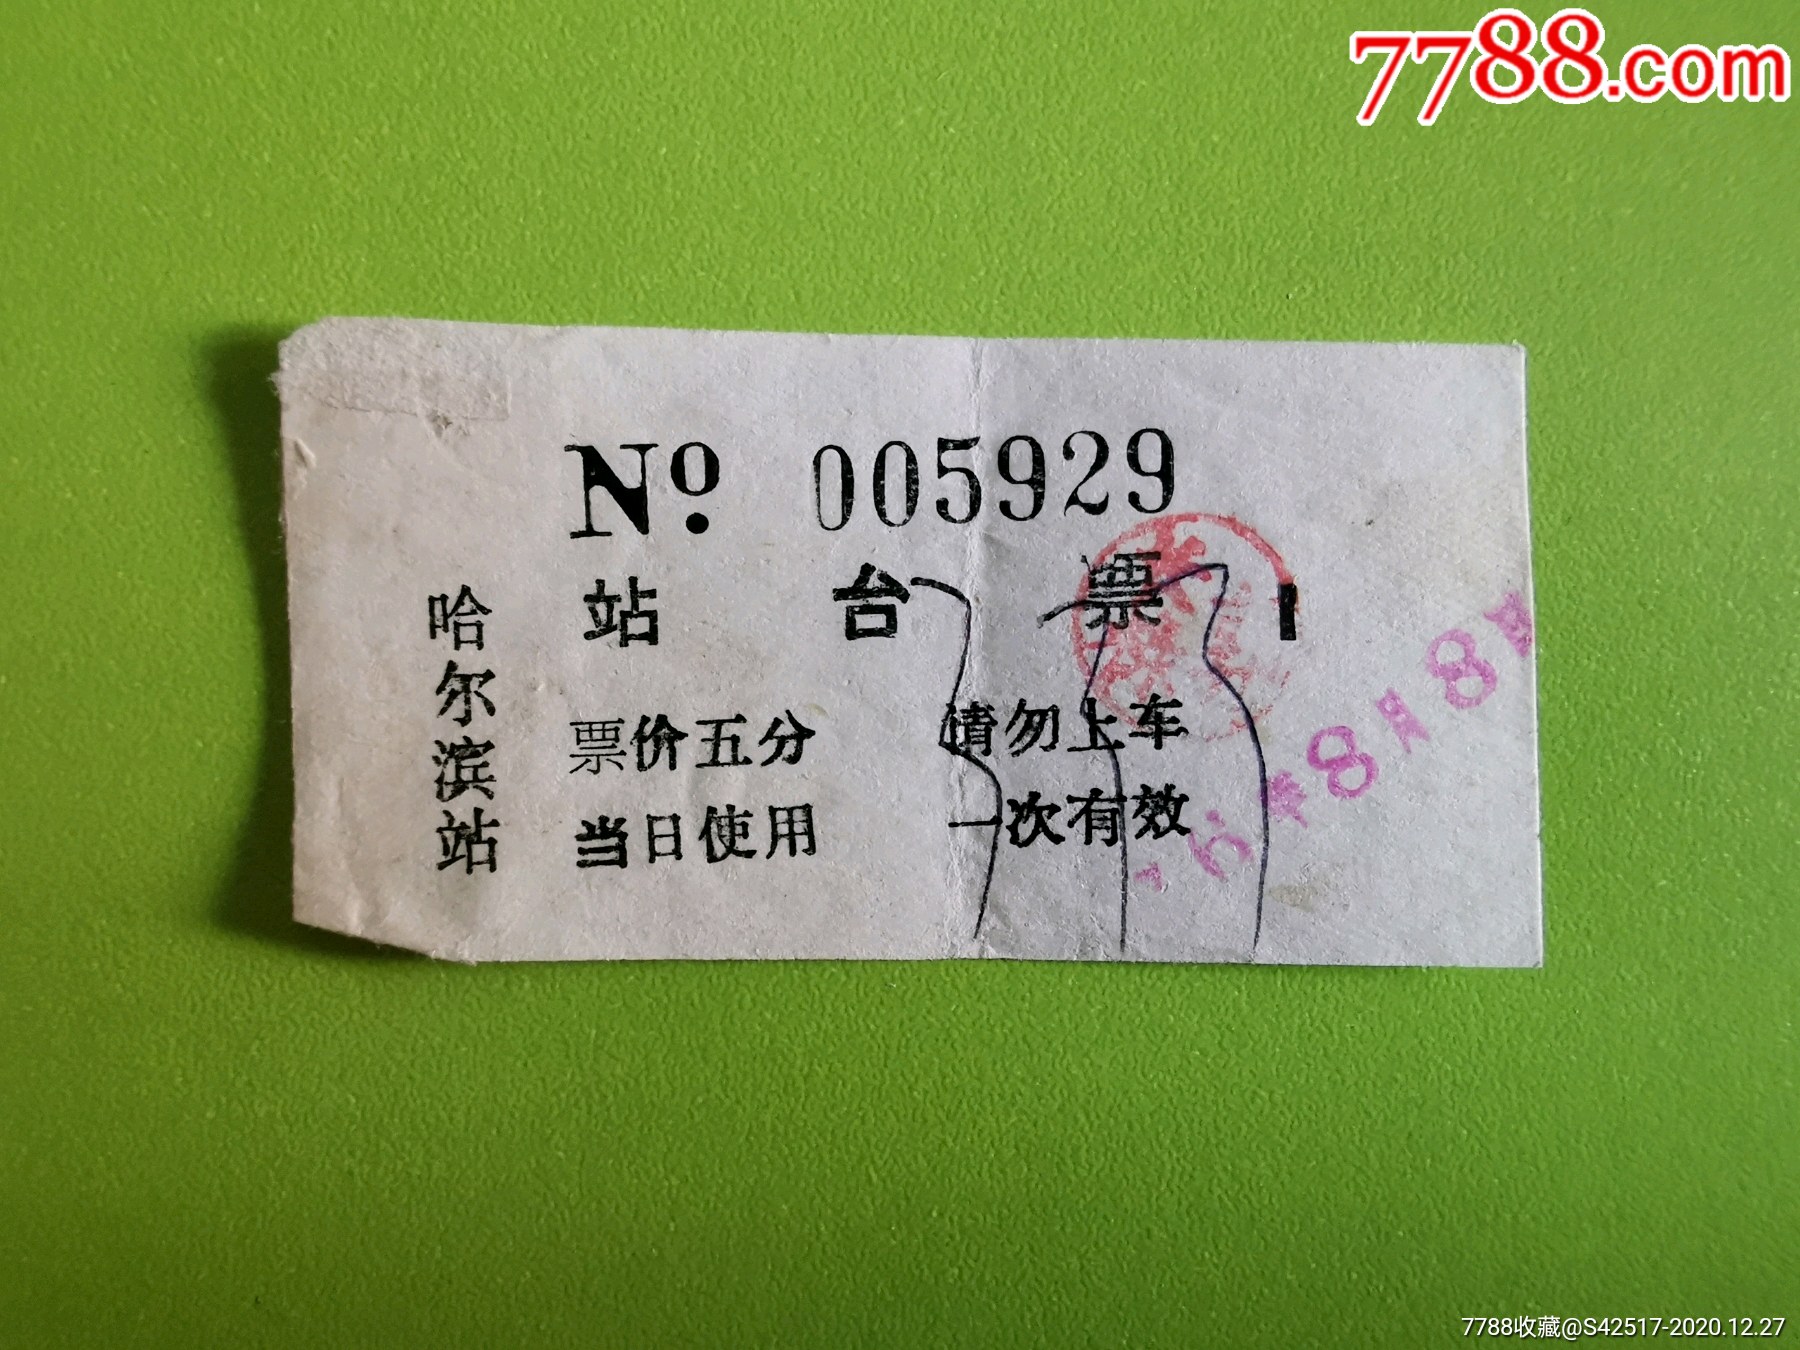 7788.com
No. 005929
站台票
哈尔滨站
票价五分 请勿上车
当日使用 一次有效
8月8
7788收藏@S42517-2020.12.27